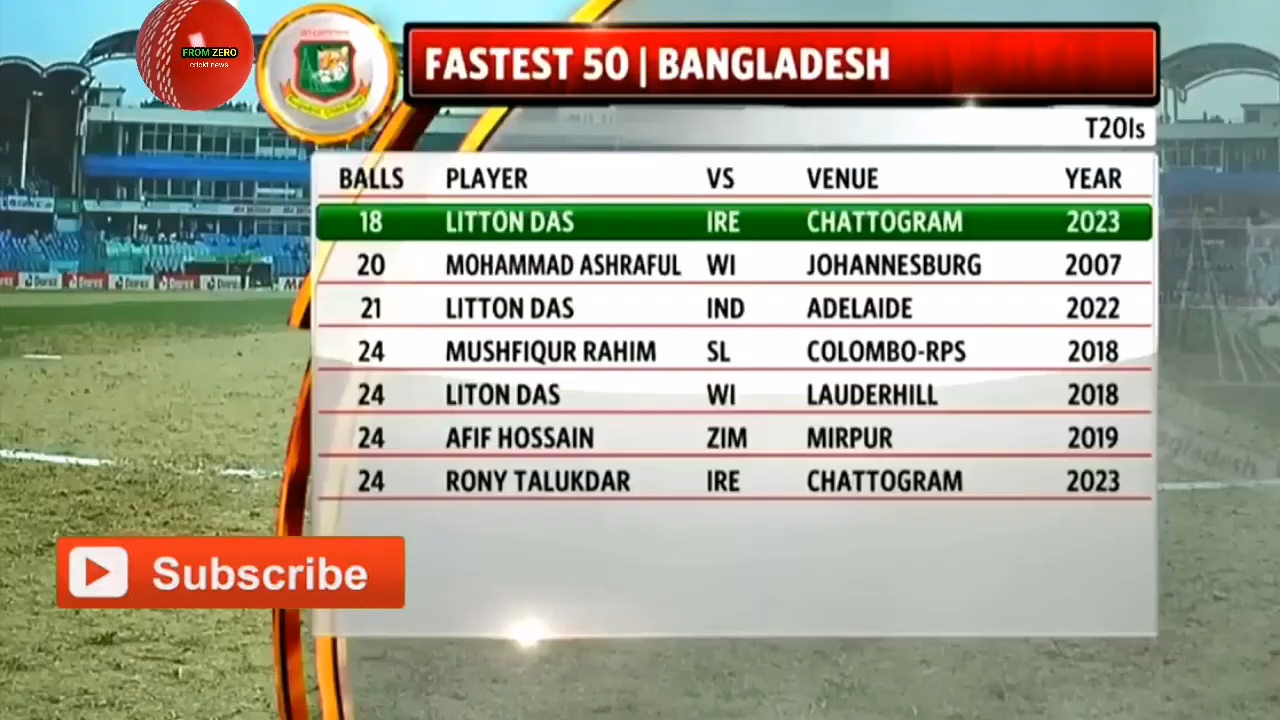 FROM ZERO
cricket news
FASTEST 50 | BANGLADESH
T20Is
BALLS PLAYER VS VENUE YEAR
18 LITTON DAS IRE CHATTOGRAM 2023
20 MOHAMMAD ASHRAFUL WI JOHANNESBURG 2007
21 LITTON DAS IND ADELAIDE 2022
24 MUSHFIQUR RAHIM SL COLOMBO-RPS 2018
24 LITON DAS WI LAUDERHILL 2018
24 AFIF HOSSAIN ZIM MIRPUR 2019
24 RONY TALUKDAR IRE CHATTOGRAM 2023
Subscribe